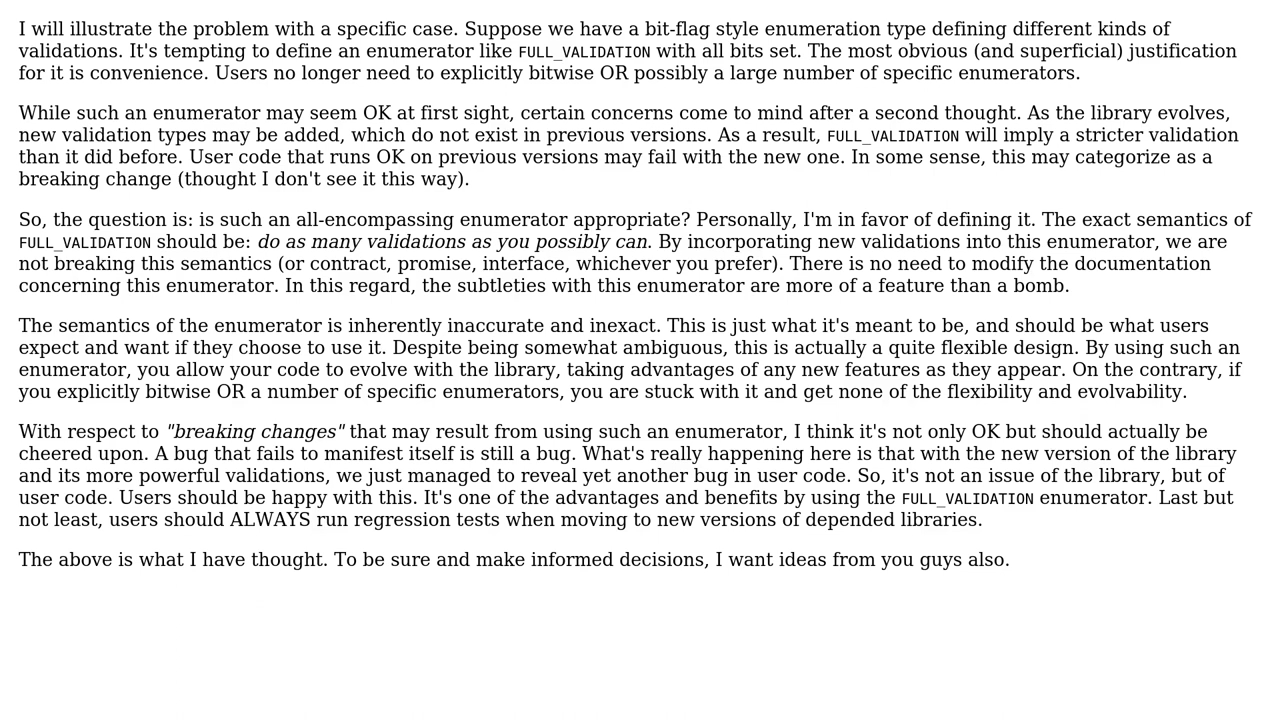 I will illustrate the problem with a specific case. Suppose we have a bit-flag style enumeration type defining different kinds of
validations. It's tempting to define an enumerator like FULL_VALIDATION with all bits set. The most obvious (and superficial) justification
for it is convenience. Users no longer need to explicitly bitwise OR possibly a large number of specific enumerators.
While such an enumerator may seem OK at first sight, certain concerns come to mind after a second thought. As the library evolves,
new validation types may be added, which do not exist in previous versions. As a result, FULL_VALIDATION will imply a stricter validation
than it did before. User code that runs OK on previous versions may fail with the new one. In some sense, this may categorize as a
breaking change (thought I don't see it this way).
So, the question is: is such an all-encompassing enumerator appropriate? Personally, I'm in favor of defining it. The exact semantics of
FULL_VALIDATION should be: do as many validations as you possibly can. By incorporating new validations into this enumerator, we are
not breaking this semantics (or contract, promise, interface, whichever you prefer). There is no need to modify the documentation
concerning this enumerator. In this regard, the subtleties with this enumerator are more of a feature than a bomb.
The semantics of the enumerator is inherently inaccurate and inexact. This is just what it's meant to be, and should be what users
expect and want if they choose to use it. Despite being somewhat ambiguous, this is actually a quite flexible design. By using such an
enumerator, you allow your code to evolve with the library, taking advantages of any new features as they appear. On the contrary, if
you explicitly bitwise OR a number of specific enumerators, you are stuck with it and get none of the flexibility and evolvability.
With respect to "breaking changes" that may result from using such an enumerator, I think it's not only OK but should actually be
cheered upon. A bug that fails to manifest itself is still a bug. What's really happening here is that with the new version of the library
and its more powerful validations, we just managed to reveal yet another bug in user code. So, it's not an issue of the library, but of
user code. Users should be happy with this. It's one of the advantages and benefits by using the FULL_VALIDATION enumerator. Last but
not least, users should ALWAYS run regression tests when moving to new versions of depended libraries.
The above is what I have thought. To be sure and make informed decisions, I want ideas from you guys also.